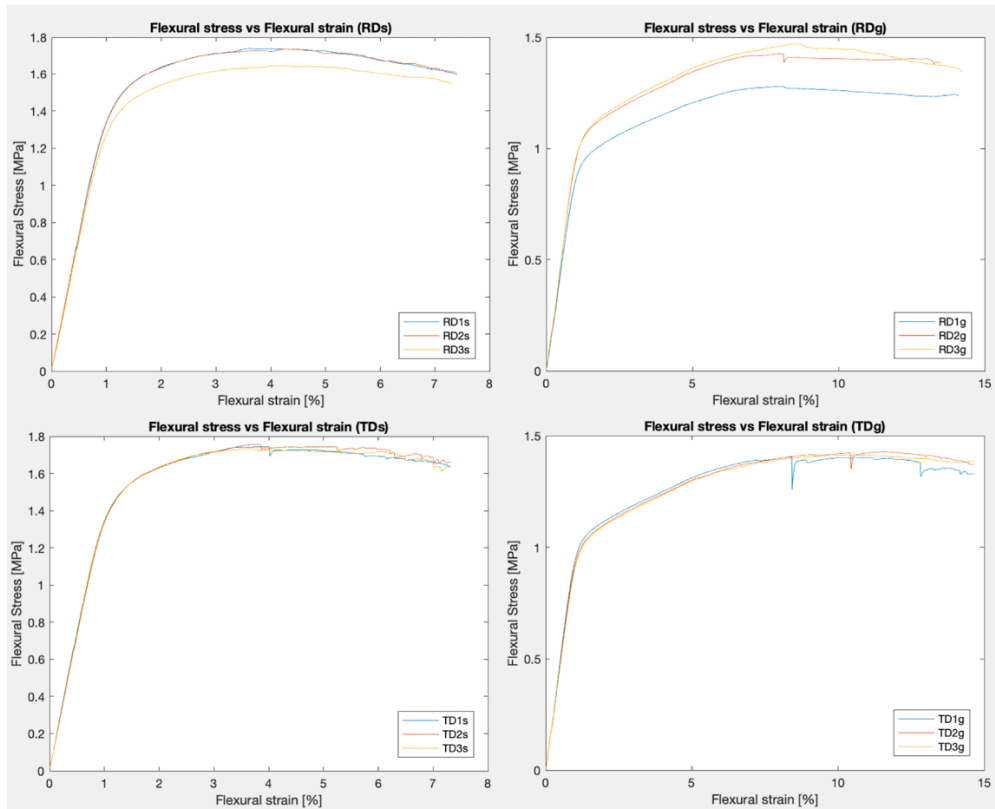 Flexural stress vs Flexural strain (RDs)
1.8
1.6
1.4
1.2
1
0.8
0.6
0.4
0.2
0
Flexural Stress [MPa]
RD1s
RD2s
RD3s
0 1 2 3 4 5 6 7 8
Flexural strain [%]
Flexural stress vs Flexural strain (RDg)
1.5
1
0.5
0
Flexural Stress [MPa]
RD1g
RD2g
RD3g
0 5 10 15
Flexural strain [%]
Flexural stress vs Flexural strain (TDs)
1.8
1.6
1.4
1.2
1
0.8
0.6
0.4
0.2
0
Flexural Stress [MPa]
TD1s
TD2s
TD3s
0 1 2 3 4 5 6 7 8
Flexural strain [%]
Flexural stress vs Flexural strain (TDg)
1.5
1
0.5
0
Flexural Stress [MPa]
TD1g
TD2g
TD3g
0 5 10 15
Flexural strain [%]